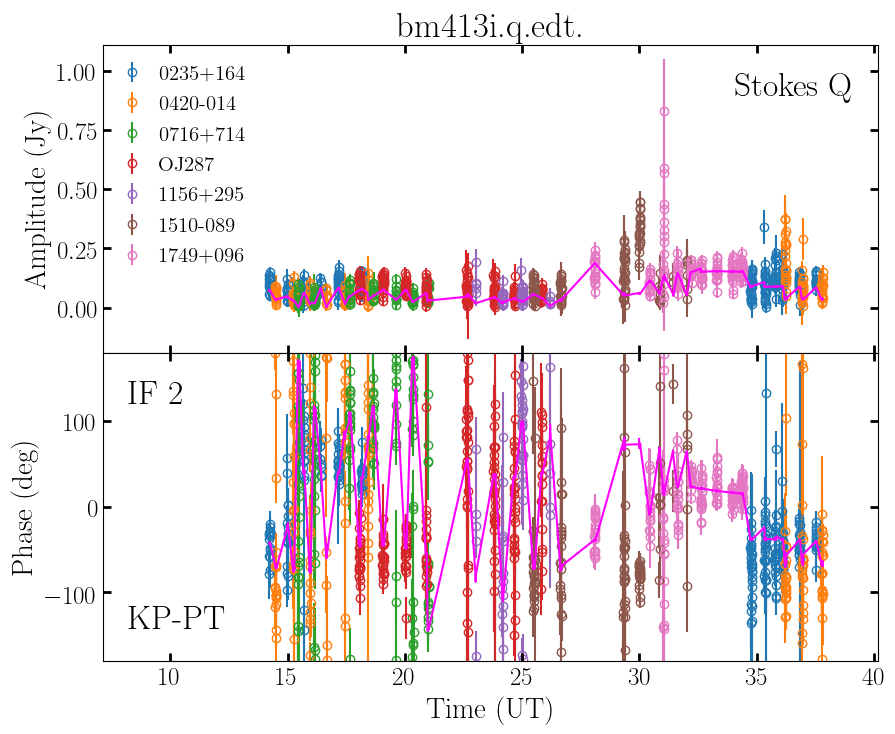 bm413i.q.edt.
Stokes Q
0235+164
0420-014
0716+714
OJ287
1156+295
1510-089
1749+096
Amplitude (Jy)
1.00
0.75
0.50
0.25
0.00
IF 2
KP-PT
Phase (deg)
100
0
−100
10 15 20 25 30 35 40
Time (UT)